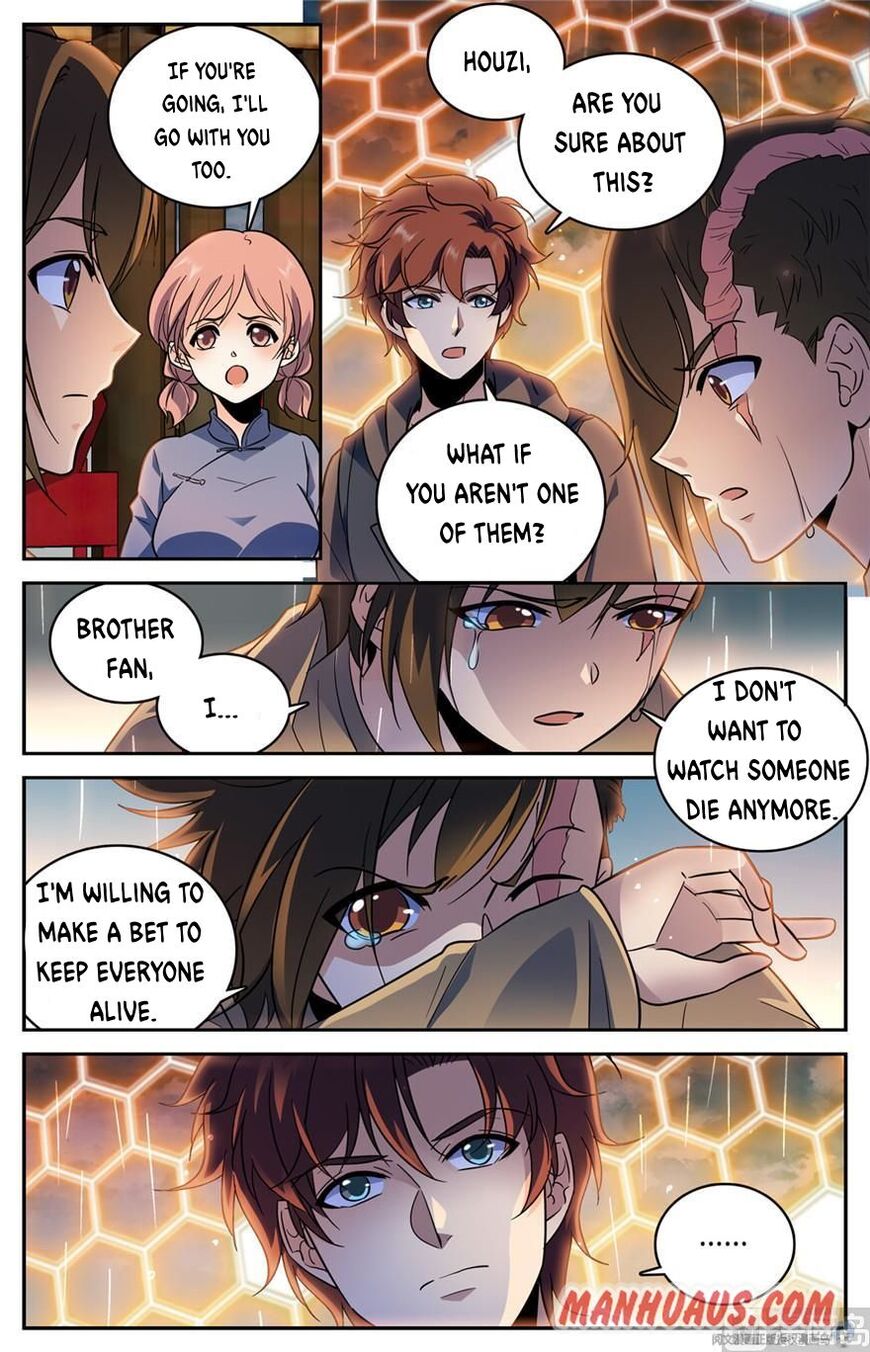 IF YOU'RE
GOING, I'LL
GO WITH YOU
TOO.
HOUZI,
ARE YOU
SURE ABOUT
THIS?
WHAT IF
YOU AREN'T ONE
OF THEM?
BROTHER
FAN,
I...
I DON'T
WANT TO
WATCH SOMEONE
DIE ANYMORE.
I'M WILLING TO
MAKE A BET TO
KEEP EVERYONE
ALIVE.
......
MANHUAUS.COM